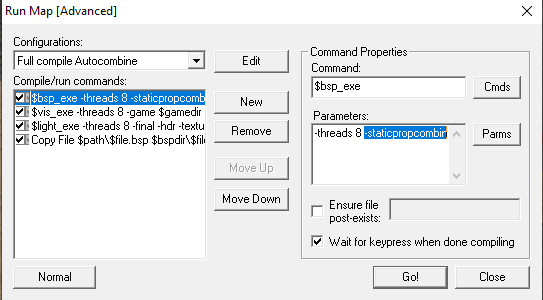 Run Map [Advanced]
Configurations:
Full compile Autocombine
Edit
Compile/run commands:
$bsp_exe -threads 8 -staticpropcomb
$vis_exe -threads 8 -game $gamedir
$light_exe -threads 8 -final -hdr -textu
Copy File $path\$file.bsp $bspdir\$file
New
Remove
Move Up
Move Down
Normal
Command Properties
Command:
$bsp_exe
Cmds
Parameters:
-threads 8 -staticpropcombin
Parms
Ensure file
post-exists:
Wait for keypress when done compiling
Go!
Close